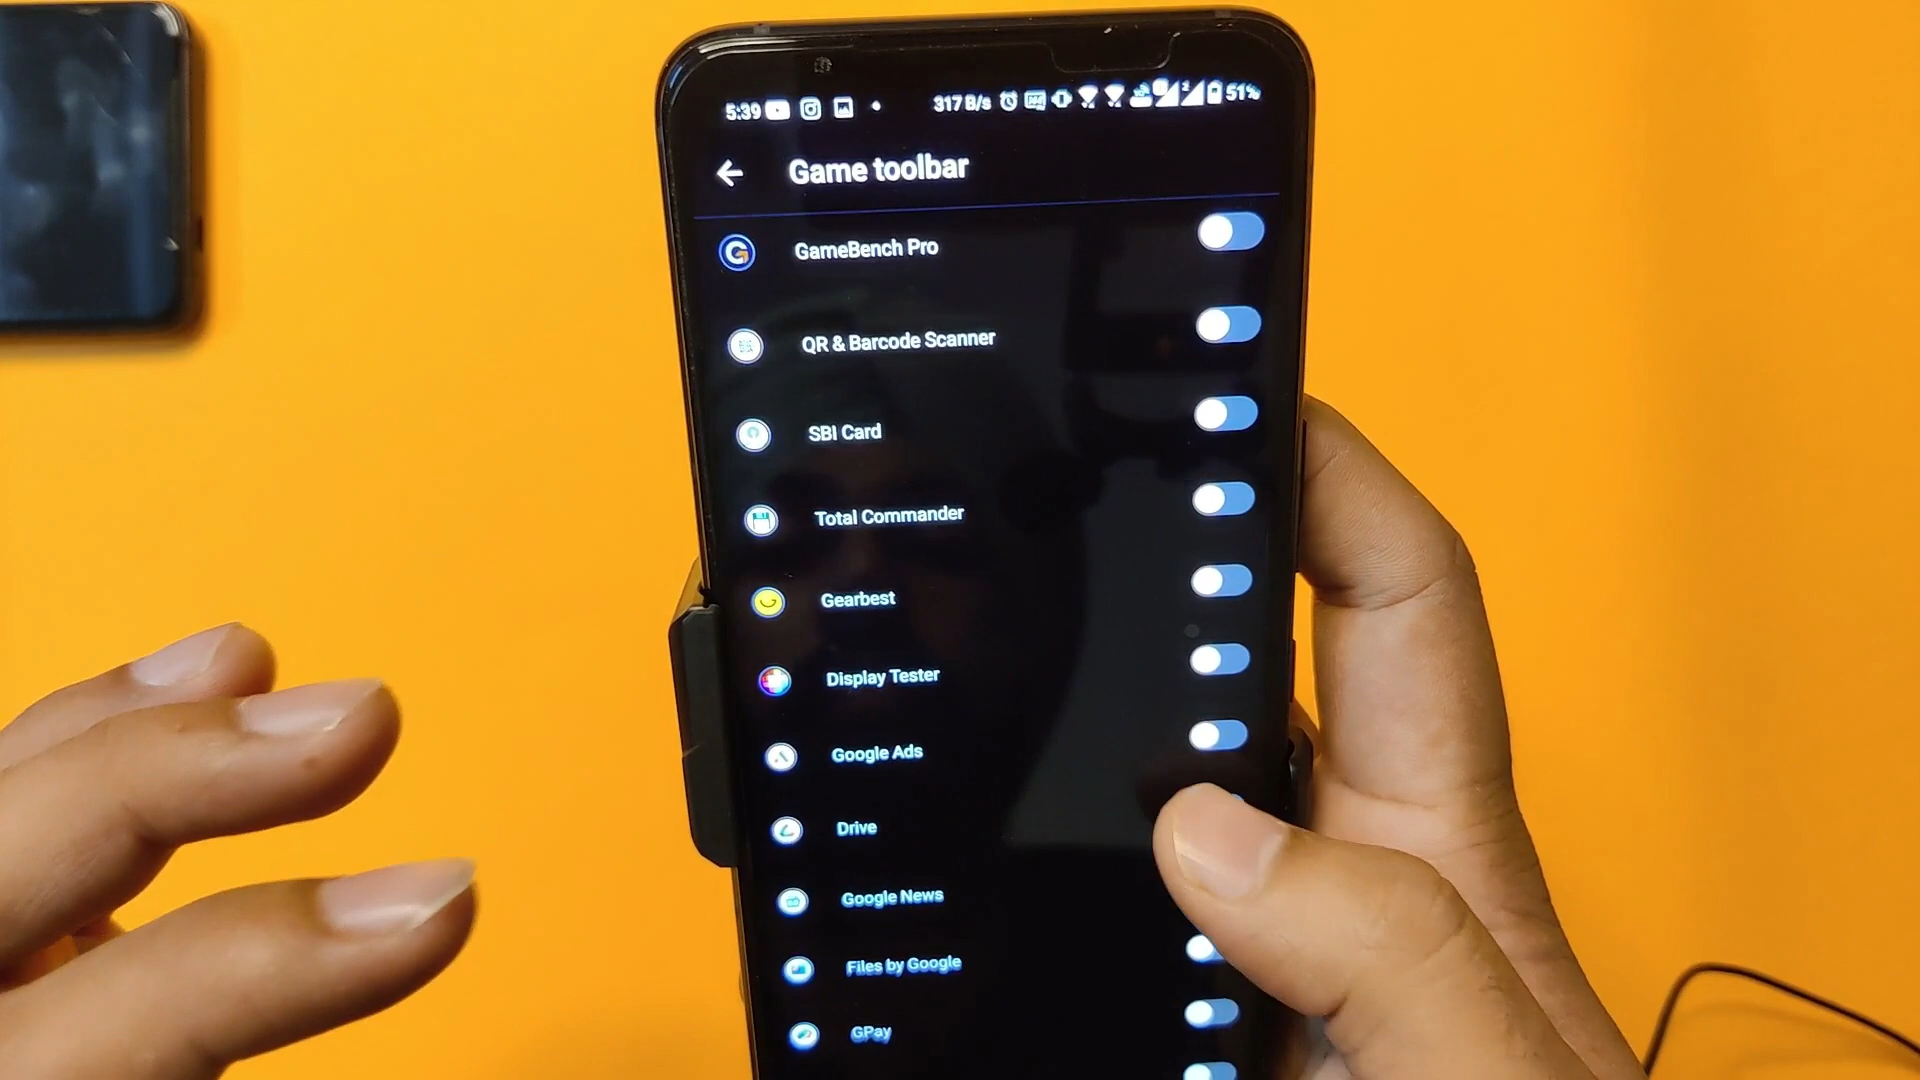 5:39 317 B/s 51%
Game toolbar
GameBench Pro
QR & Barcode Scanner
SBI Card
Total Commander
Gearbest
Display Tester
Google Ads
Drive
Google News
Files by Google
GPay